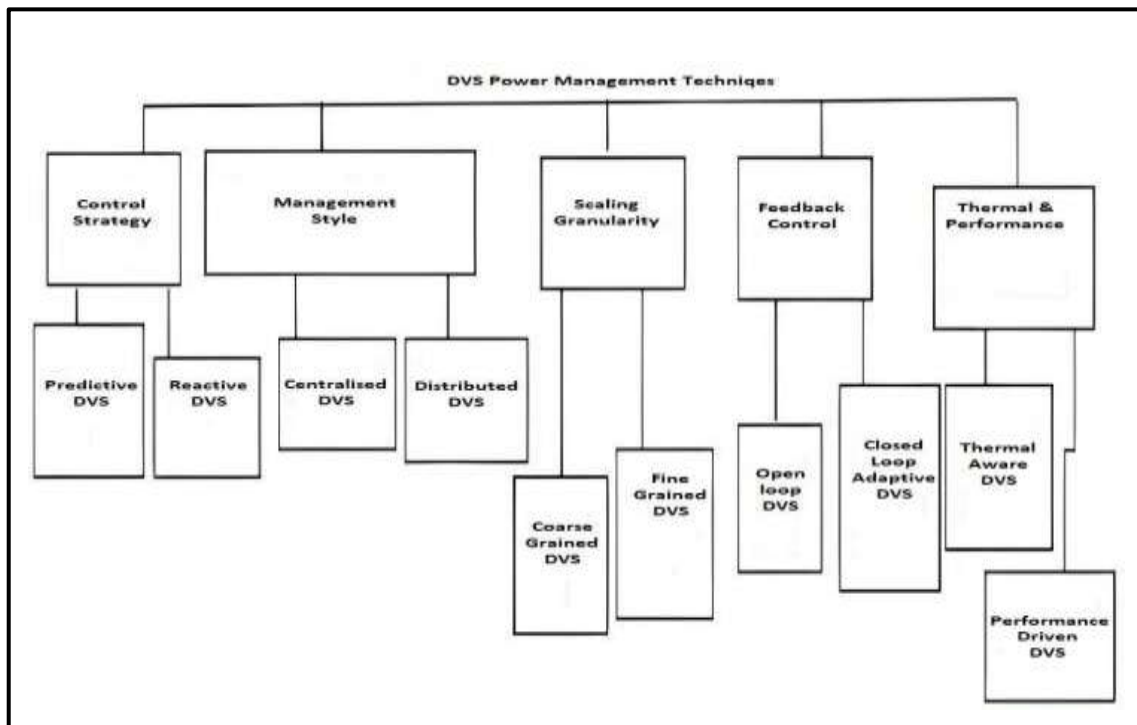 DVS Power Management Techniqes
Control
Strategy
Management
Style
Scaling
Granularity
Feedback
Control
Thermal &
Performance
Predictive
DVS
Reactive
DVS
Centralised
DVS
Distributed
DVS
Coarse
Grained
DVS
Fine
Grained
DVS
Open
loop
DVS
Closed
Loop
Adaptive
DVS
Thermal
Aware
DVS
Performance
Driven
DVS